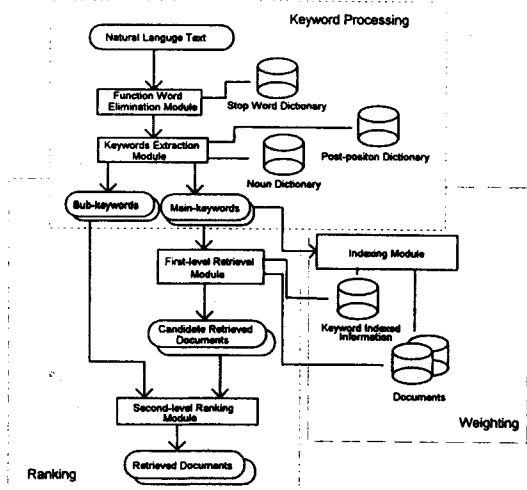 Keyword Processing
Natural Languge Text
Function Word
Elimination Module
Stop Word Dictionary
Keywords Extraction
Module
Post-positon Dictionary
Noun Dictionary
Sub-keywords
Main-keywords
Indexing Module
First-level Retrieval
Module
Keyword Indexed
Information
Candidate Retrieved
Documents
Documents
Second-level Ranking
Module
Weighting
Ranking
Retrieved Documents